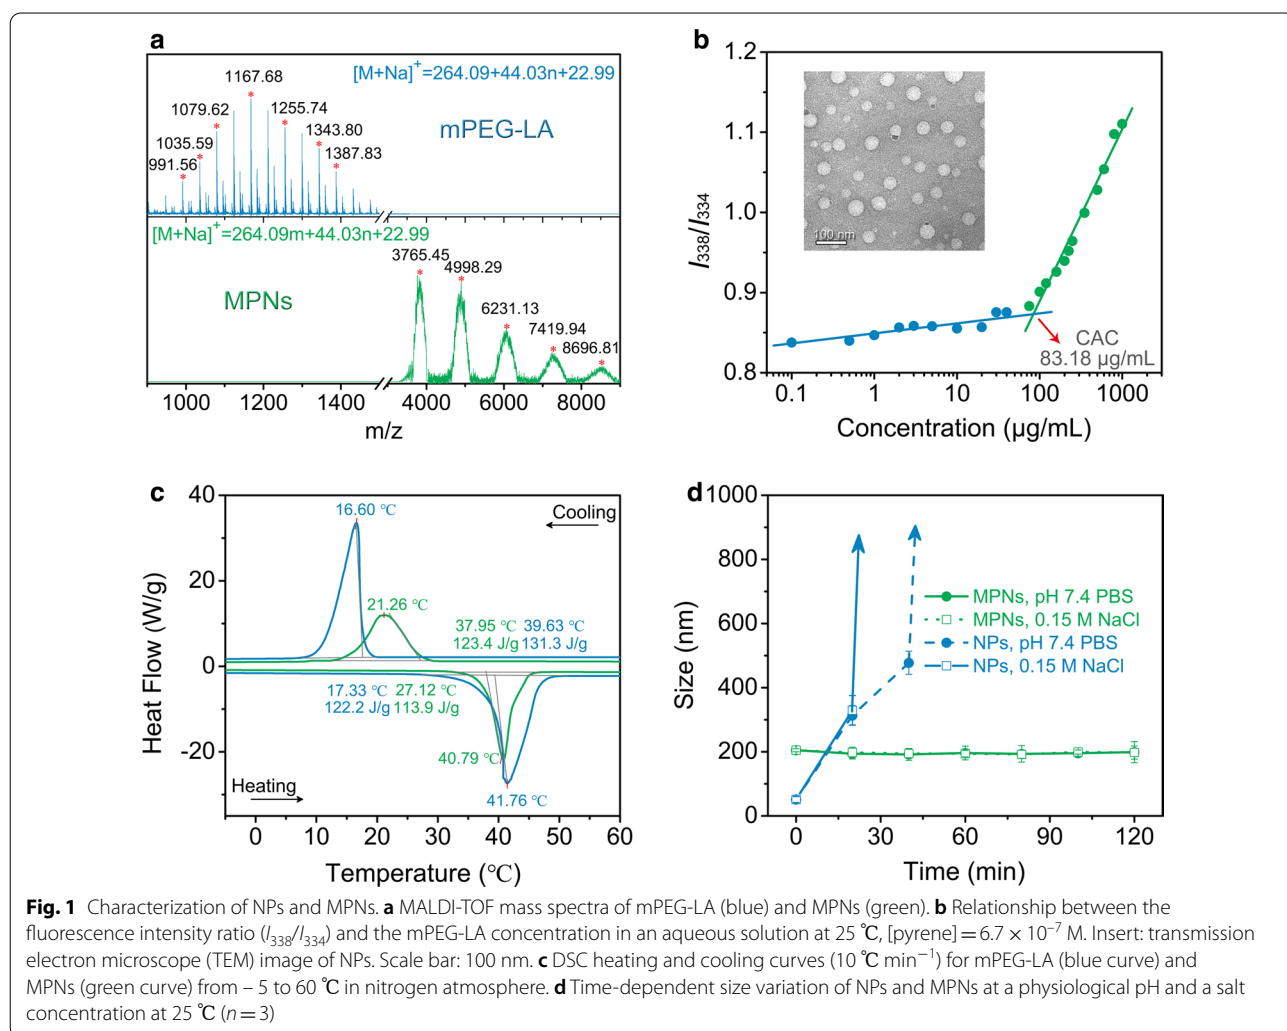 a
[M+Na]⁺=264.09+44.03n+22.99
1167.68
1079.62
1255.74
1035.59
1343.80
991.56
1387.83
mPEG-LA
[M+Na]⁺=264.09m+44.03n+22.99
3765.45
4998.29
6231.13
7419.94
8696.81
MPNs
1000 1200 1400 4000 6000 8000
m/z
b
1.2
1.1
1.0
0.9
0.8
I₃₃₈/I₃₃₄
100 nm
CAC
83.18 µg/mL
0.1 1 10 100 1000
Concentration (µg/mL)
c
40
20
0
-20
Heat Flow (W/g)
16.60 ℃
Cooling
21.26 ℃
37.95 ℃ 39.63 ℃
123.4 J/g 131.3 J/g
17.33 ℃ 27.12 ℃
122.2 J/g 113.9 J/g
40.79 ℃
41.76 ℃
Heating
0 10 20 30 40 50 60
Temperature (℃)
d
1000
800
600
400
200
0
Size (nm)
MPNs, pH 7.4 PBS
MPNs, 0.15 M NaCl
NPs, pH 7.4 PBS
NPs, 0.15 M NaCl
0 30 60 90 120
Time (min)
Fig. 1 Characterization of NPs and MPNs. a MALDI-TOF mass spectra of mPEG-LA (blue) and MPNs (green). b Relationship between the
fluorescence intensity ratio (I₃₃₈/I₃₃₄) and the mPEG-LA concentration in an aqueous solution at 25 ℃, [pyrene] = 6.7 × 10⁻⁷ M. Insert: transmission
electron microscope (TEM) image of NPs. Scale bar: 100 nm. c DSC heating and cooling curves (10 ℃ min⁻¹) for mPEG-LA (blue curve) and
MPNs (green curve) from – 5 to 60 ℃ in nitrogen atmosphere. d Time-dependent size variation of NPs and MPNs at a physiological pH and a salt
concentration at 25 ℃ (n = 3)